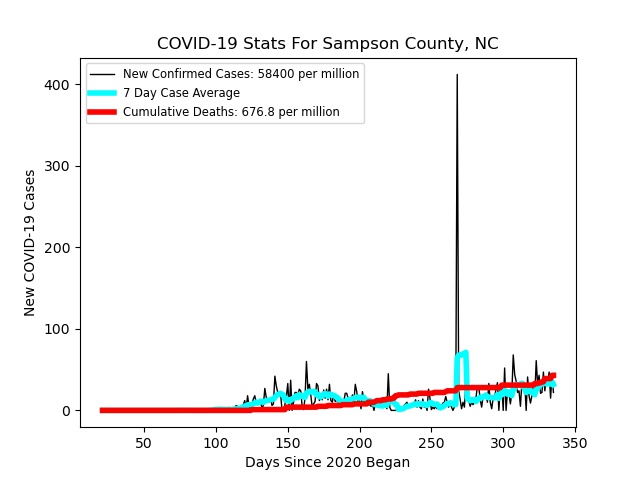 COVID-19 Stats For Sampson County, NC
New Confirmed Cases: 58400 per million
7 Day Case Average
Cumulative Deaths: 676.8 per million
New COVID-19 Cases
400
300
200
100
0
50 100 150 200 250 300 350
Days Since 2020 Began